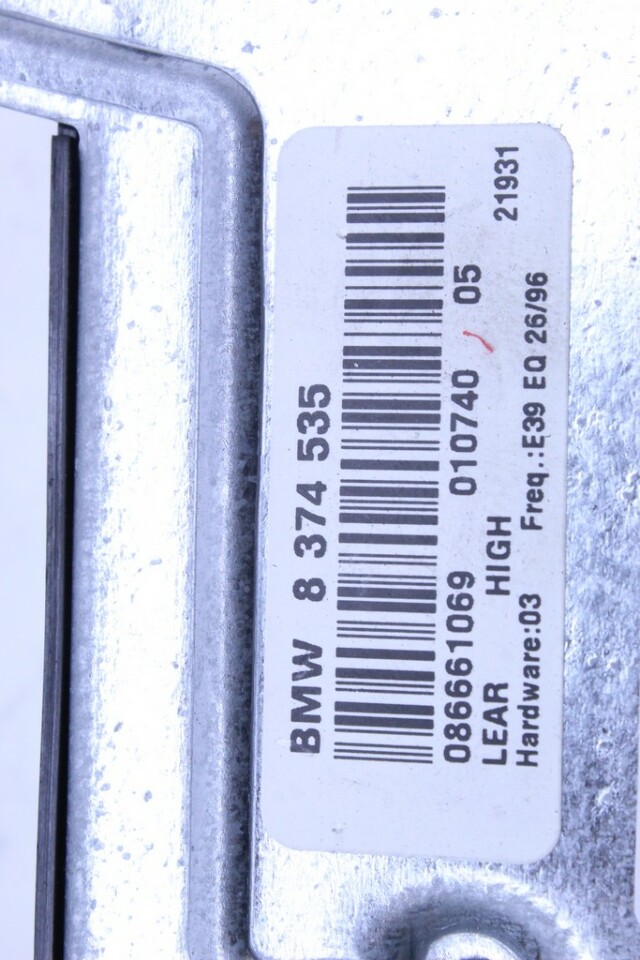 BMW 8 374 535
086661069 010740 05
LEAR HIGH 21931
Hardware:03 Freq.:E39 EQ 26/96